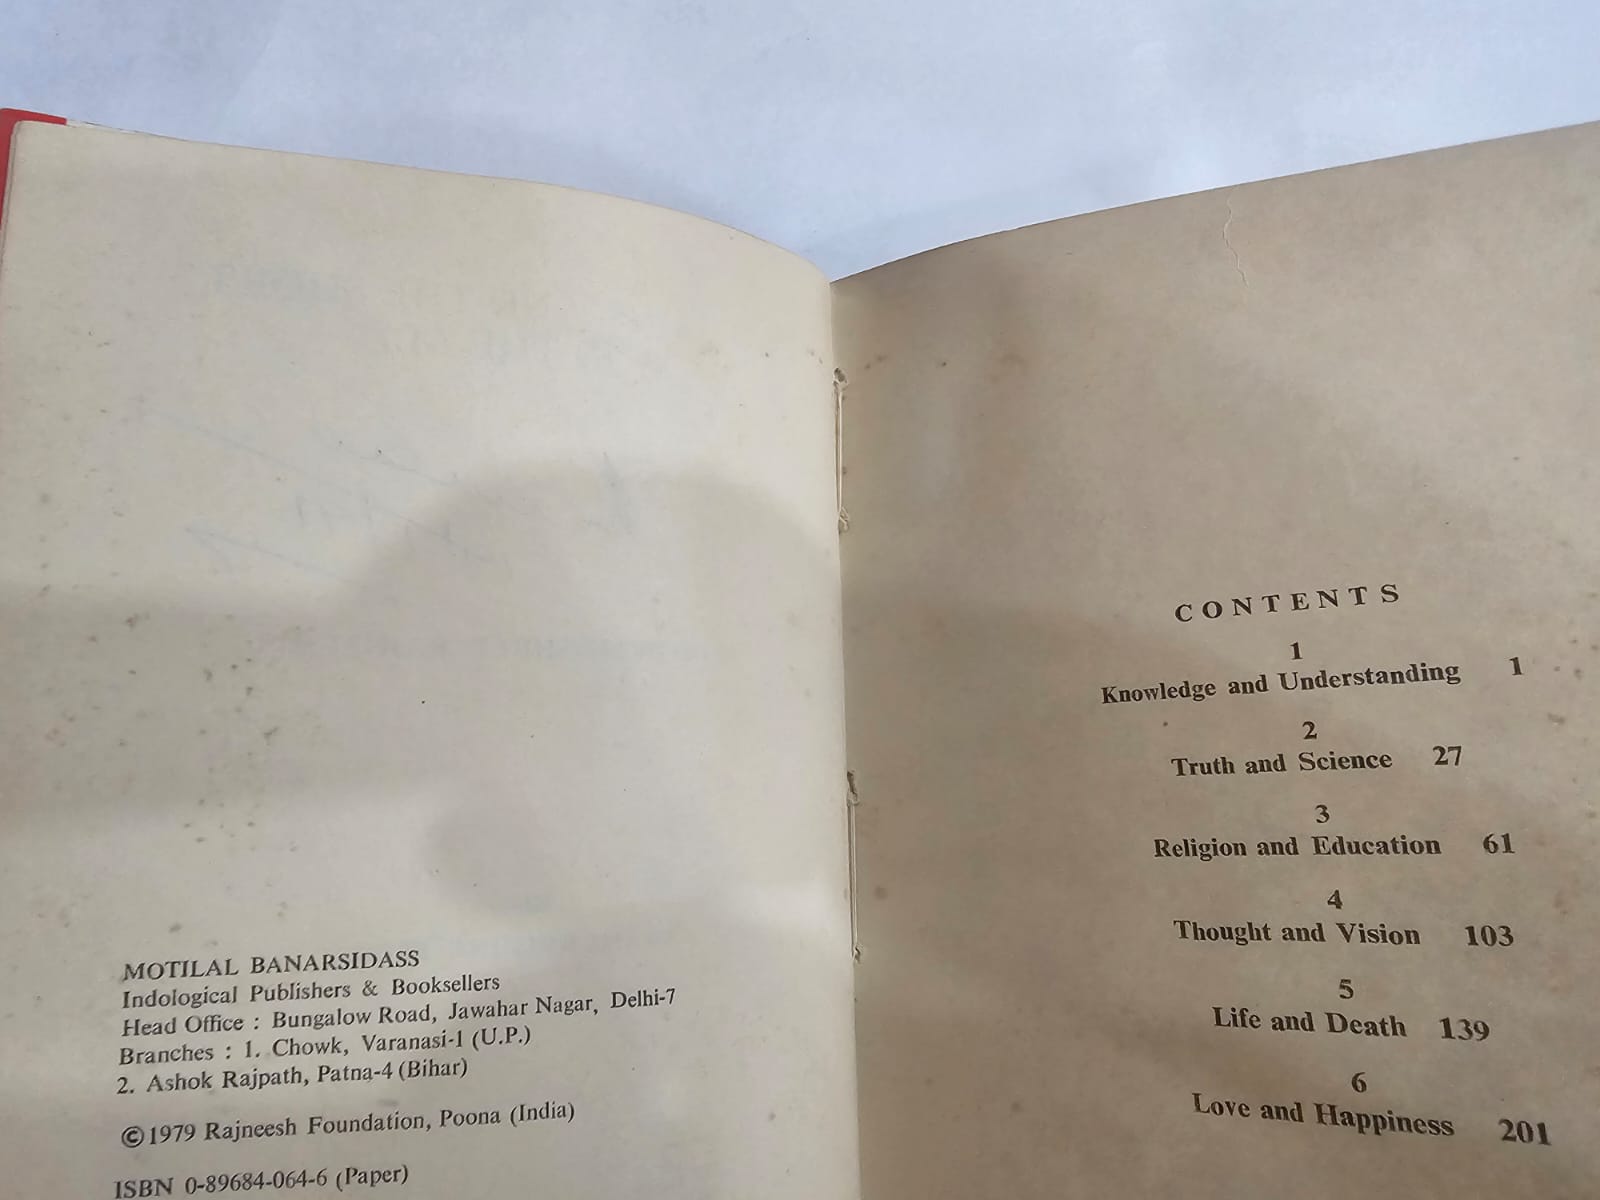 MOTILAL BANARSIDASS
Indological Publishers & Booksellers
Head Office : Bungalow Road, Jawahar Nagar, Delhi-7
Branches : 1. Chowk, Varanasi-1 (U.P.)
2. Ashok Rajpath, Patna-4 (Bihar)
© 1979 Rajneesh Foundation, Poona (India)
ISBN 0-89684-064-6 (Paper)
CONTENTS
1
Knowledge and Understanding 1
2
Truth and Science 27
3
Religion and Education 61
4
Thought and Vision 103
5
Life and Death 139
6
Love and Happiness 201